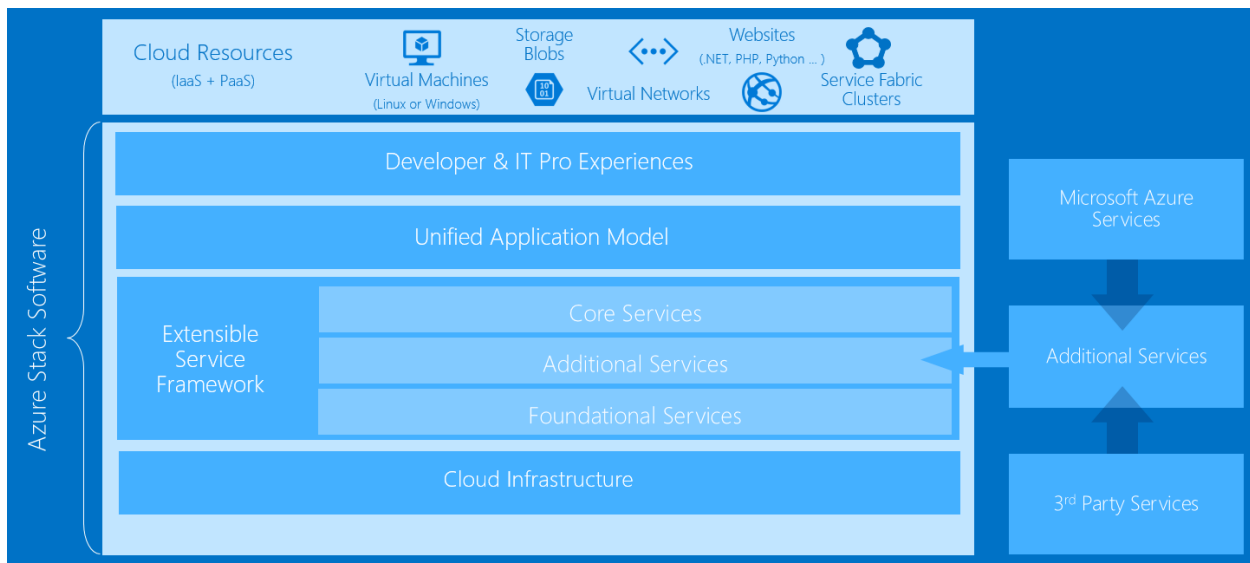 Cloud Resources
(IaaS + PaaS)
Virtual Machines
(Linux or Windows)
Storage
Blobs
10
01
Virtual Networks
Websites
(.NET, PHP, Python ... )
Service Fabric
Clusters
Azure Stack Software
Developer & IT Pro Experiences
Unified Application Model
Extensible
Service
Framework
Core Services
Additional Services
Foundational Services
Cloud Infrastructure
Microsoft Azure
Services
Additional Services
3rd Party Services